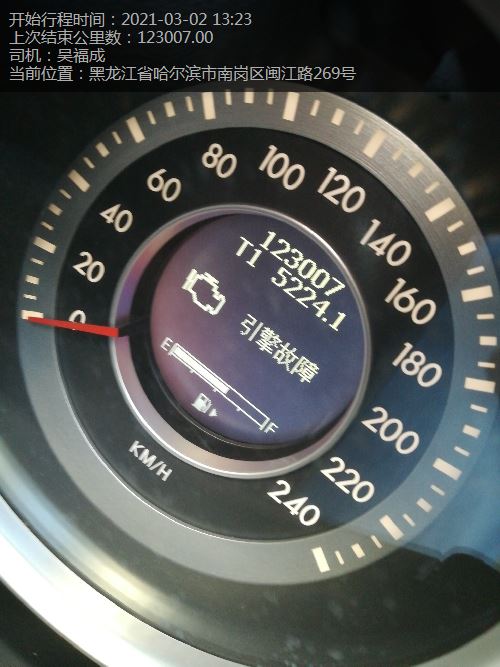 开始行程时间：2021-03-02 13:23
上次结束公里数：123007.00
司机：吴福成
当前位置：黑龙江省哈尔滨市南岗区闽江路269号
0
20
40
60
80
100
120
140
160
180
200
220
240
123007
T1 5224.1
引擎故障
E
F
KM/H